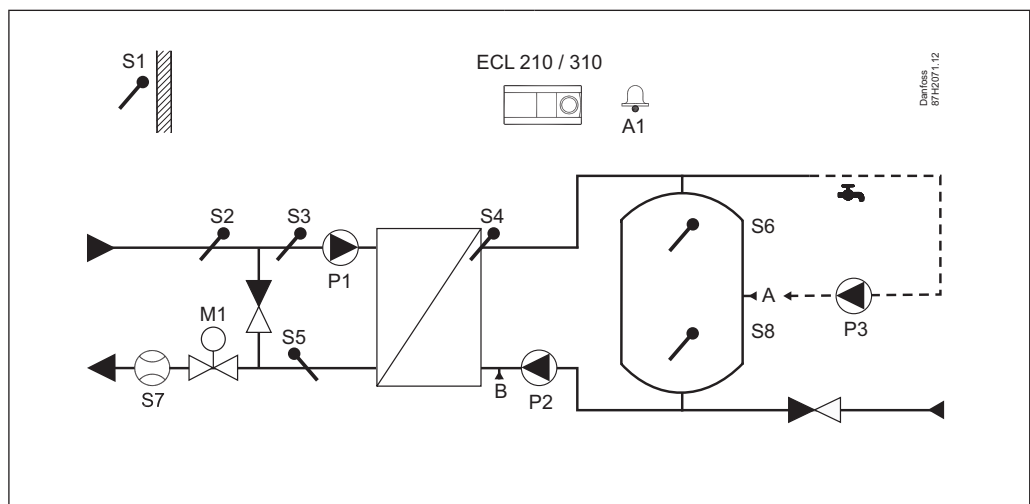 S1
ECL 210 / 310
A1
Danfoss
87H2071.12
S2
S3
P1
S4
S6
A
P3
S8
M1
S5
S7
B
P2